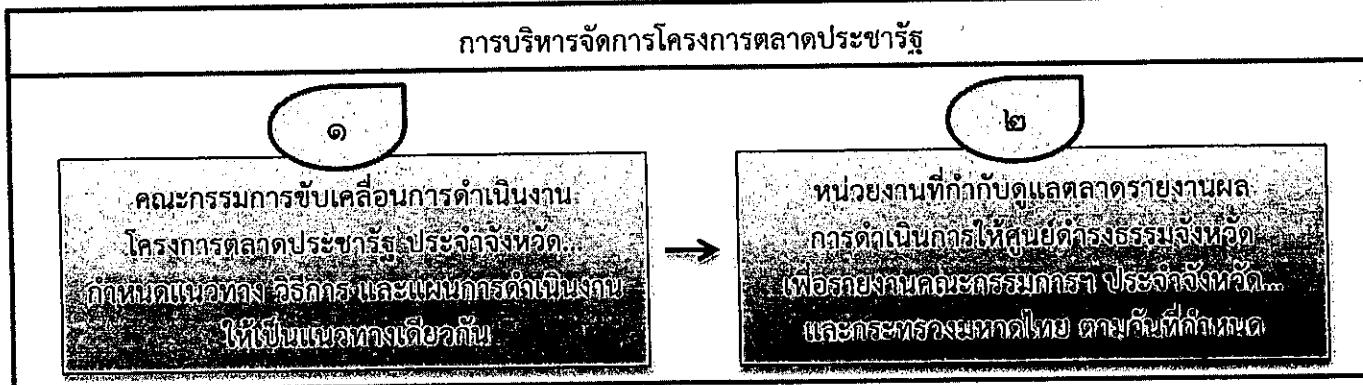 การบริหารจัดการโครงการตลาดประชารัฐ
๑
คณะกรรมการขับเคลื่อนการดำเนินงาน
โครงการตลาดประชารัฐ ประจำจังหวัด...
กำหนดแนวทาง วิธีการ และแผนการดำเนินงาน
ให้เป็นแนวทางเดียวกัน
๒
หน่วยงานที่กำกับดูแลตลาดรายงานผล
การดำเนินการให้ศูนย์ดำรงธรรมจังหวัด
เพื่อรายงานคณะกรรมการฯ ประจำจังหวัด...
และกระทรวงมหาดไทย ตามวันที่กำหนด